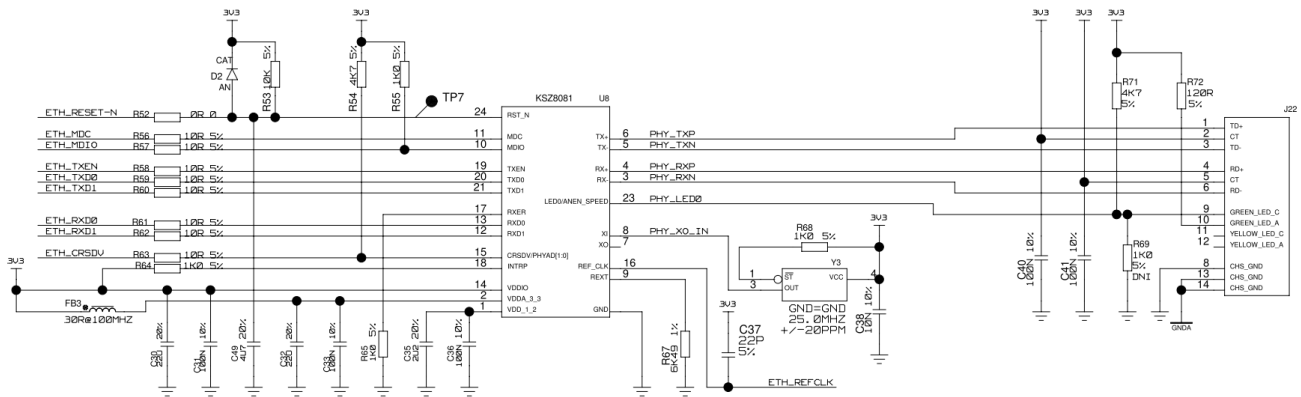 3V3
3V3
3V3
3V3
3V3
CAT
D2
AN
R53
10K 5%
R54
4K7 5%
R55
1K0 5%
TP7
KSZ8081
U8
R71
4K7
5%
R72
120R
5%
J22
ETH_RESET-N
R52
0R 0
24
RST_N
ETH_MDC
R56
10R 5%
11
MDC
ETH_MDIO
R57
10R 5%
10
MDIO
ETH_TXEN
R58
10R 5%
19
TXEN
ETH_TXD0
R59
10R 5%
20
TXD0
ETH_TXD1
R60
10R 5%
21
TXD1
17
RXER
ETH_RXD0
R61
10R 5%
13
RXD0
ETH_RXD1
R62
10R 5%
12
RXD1
ETH_CRSDV
R63
10R 5%
15
CRSDV/PHYAD[1:0]
R64
1K0 5%
18
INTRP
14
VDDIO
2
VDDA_3_3
1
VDD_1_2
TX+
6
PHY_TXP
TX-
5
PHY_TXN
RX+
4
PHY_RXP
RX-
3
PHY_RXN
LED0/ANEN_SPEED
23
PHY_LED0
XI
8
PHY_XO_IN
XO
7
REF_CLK
16
REXT
9
GND
1
TD+
2
CT
3
TD-
4
RD+
5
CT
6
RD-
9
GREEN_LED_C
10
GREEN_LED_A
11
YELLOW_LED_C
12
YELLOW_LED_A
8
CHS_GND
13
CHS_GND
14
CHS_GND
GNDA
3V3
FB3
30R@100MHZ
C30
22U 20%
C31
100N 10%
C49
4U7 20%
C32
22U 20%
C33
100N 10%
R65
1K0 5%
C35
2U2 20%
C36
100N 10%
R67
6K49 1%
3V3
C37
22P
5%
ETH_REFCLK
3V3
R68
1K0 5%
Y3
1
ST
VCC
4
3
OUT
GND=GND
25.0MHZ
+/-20PPM
C38
10N 10%
C40
100N 10%
C41
100N 10%
R69
1K0
5%
DNI